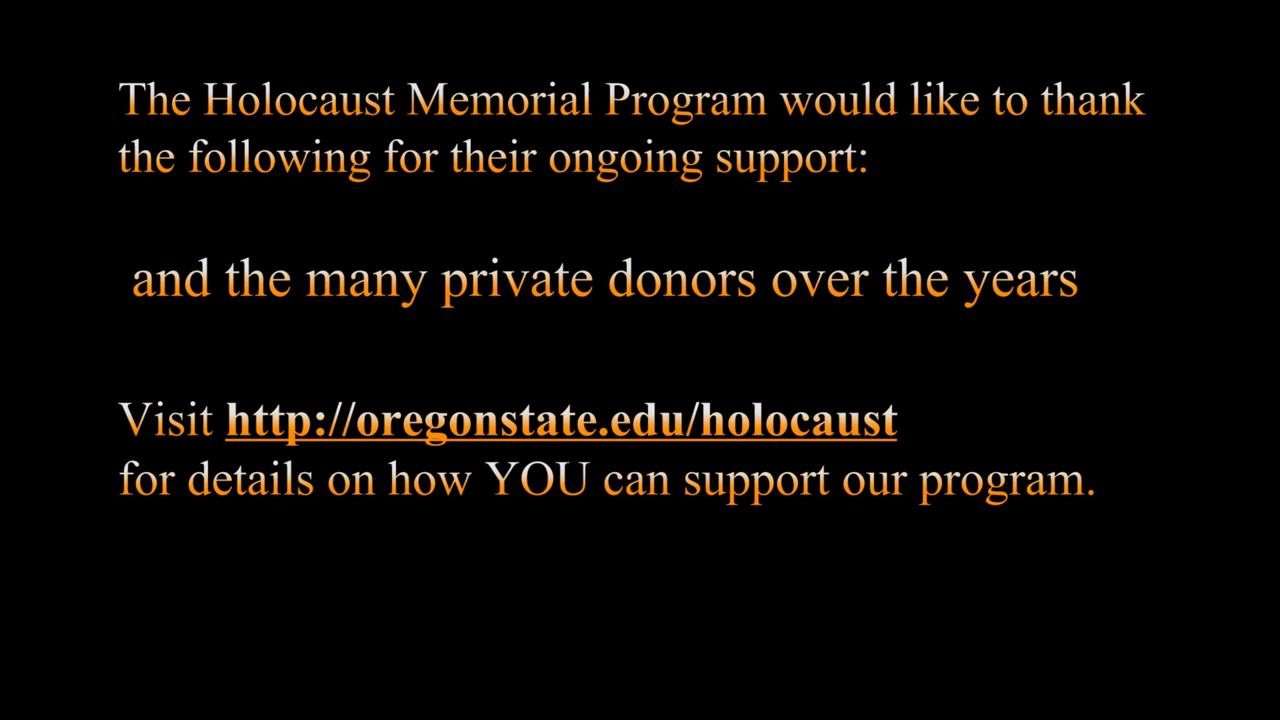 The Holocaust Memorial Program would like to thank
the following for their ongoing support:
and the many private donors over the years
Visit http://oregonstate.edu/holocaust
for details on how YOU can support our program.